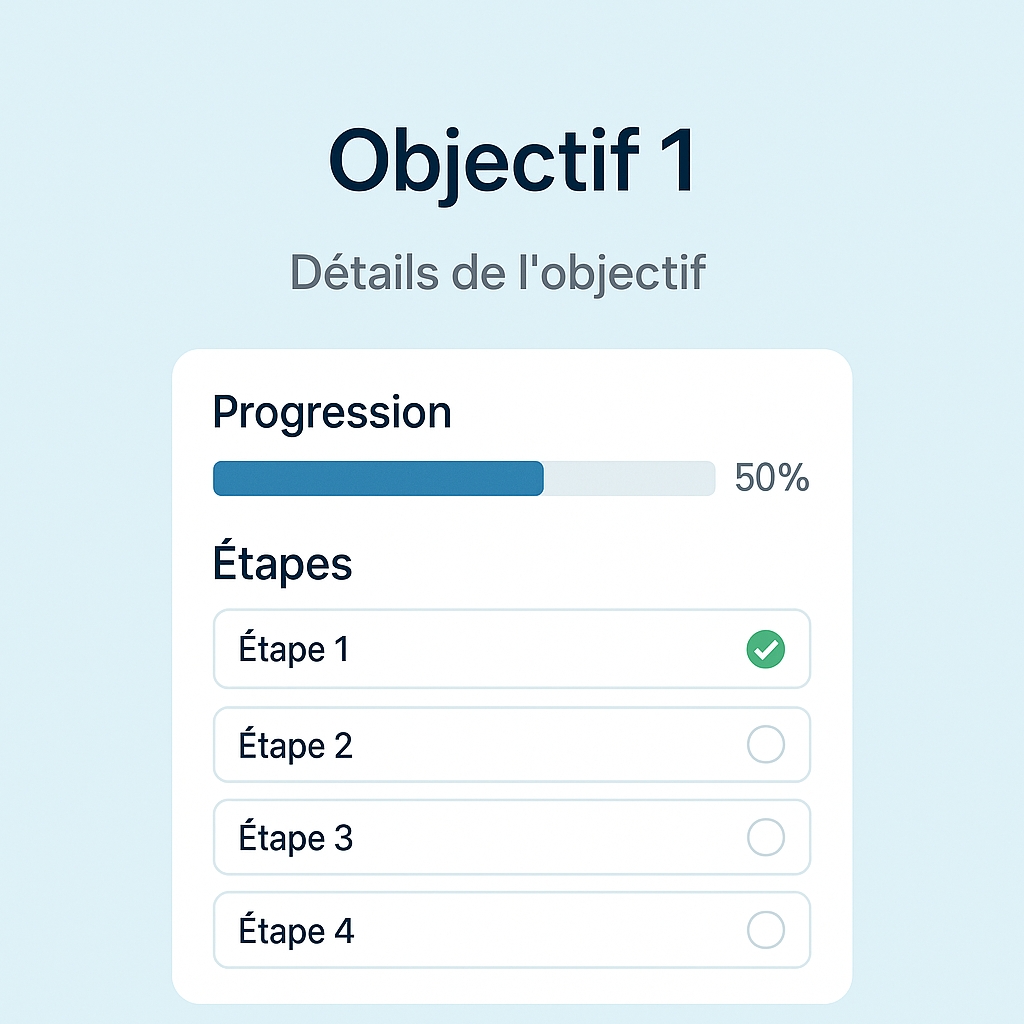 Objectif 1
Détails de l'objectif
Progression
50%
Étapes
Étape 1
Étape 2
Étape 3
Étape 4